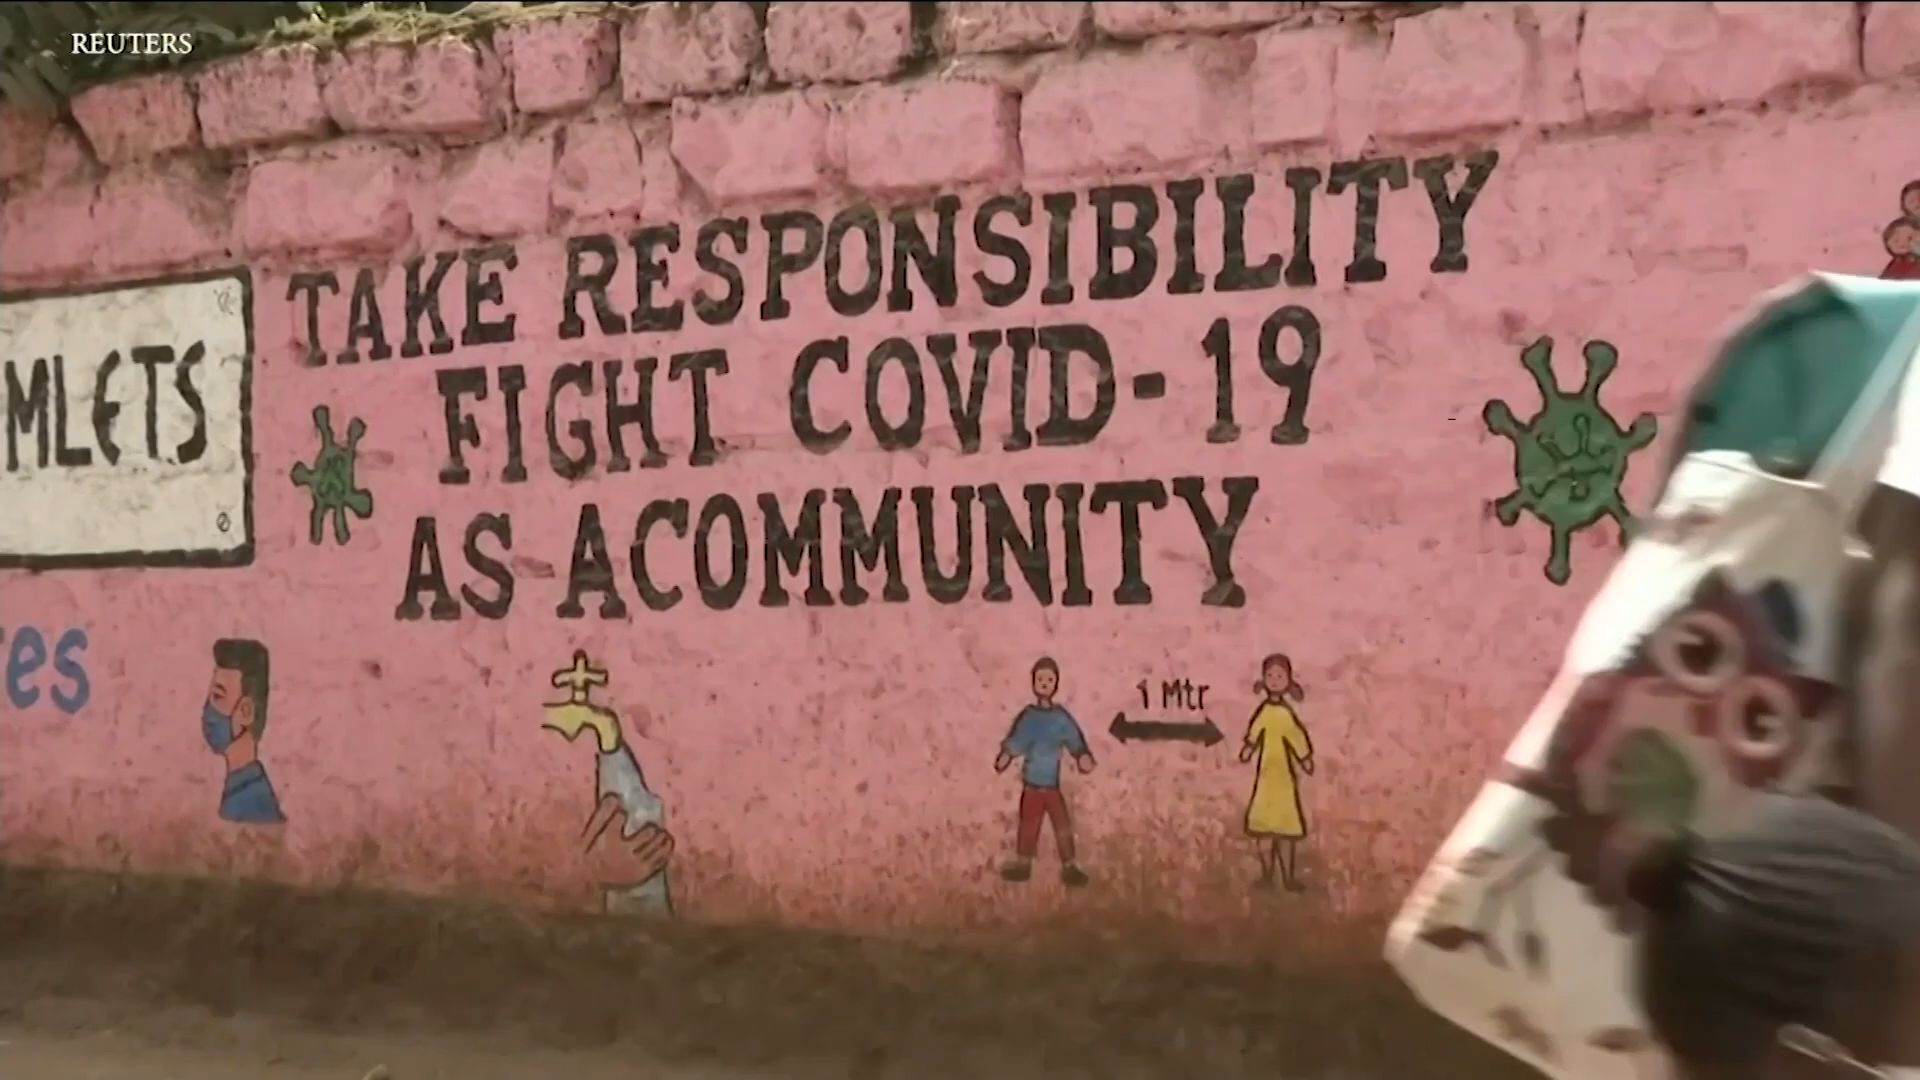 REUTERS
TAKE RESPONSIBILITY
FIGHT COVID-19
AS ACOMMUNITY
MLETS
es
1 Mtr